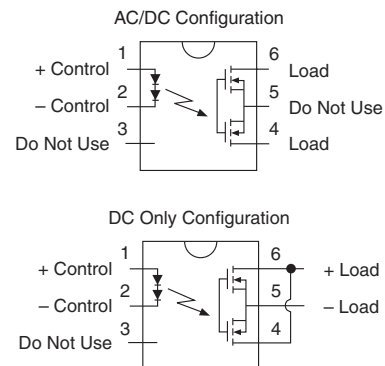 AC/DC Configuration
1 6
+ Control Load
2 5
– Control Do Not Use
3 4
Do Not Use Load
DC Only Configuration
1 6
+ Control + Load
2 5
– Control – Load
3 4
Do Not Use